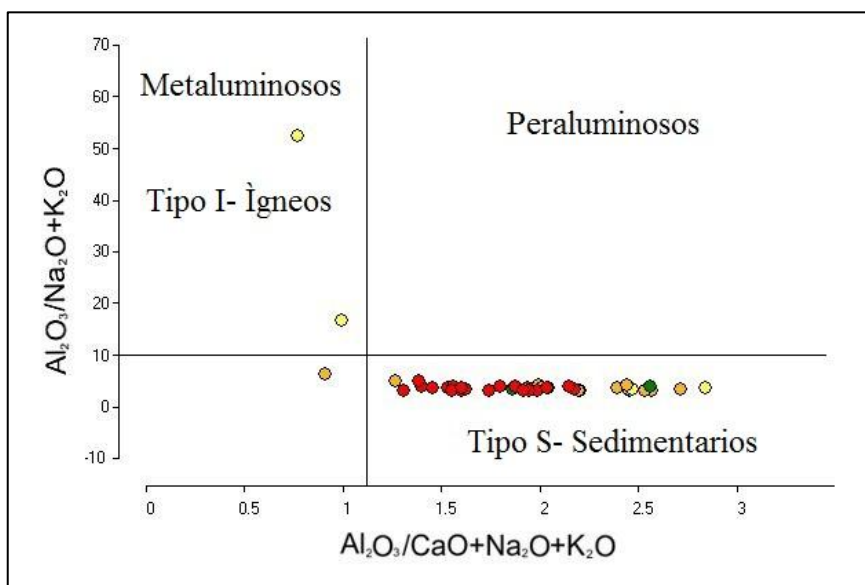 70
60
50
40
30
20
10
0
-10
Al₂O₃/Na₂O+K₂O
Metaluminosos
Peraluminosos
Tipo I- Ìgneos
Tipo S- Sedimentarios
0 0.5 1 1.5 2 2.5 3
Al₂O₃/CaO+Na₂O+K₂O